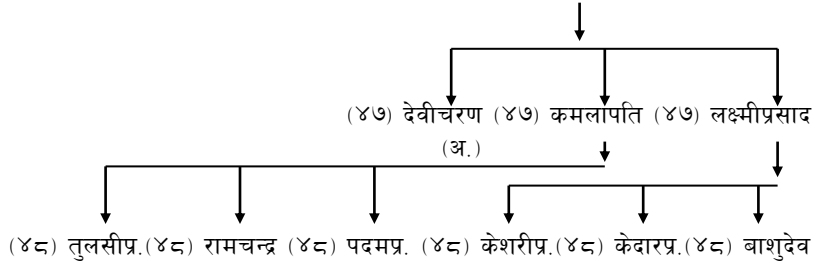 (४७) देवीचरण (४७) कमलापति (४७) लक्ष्मीप्रसाद
(अ.)
(४८) तुलसीप्र.(४८) रामचन्द्र (४८) पदमप्र. (४८) केशरीप्र.(४८) केदारप्र.(४८) बाशुदेव